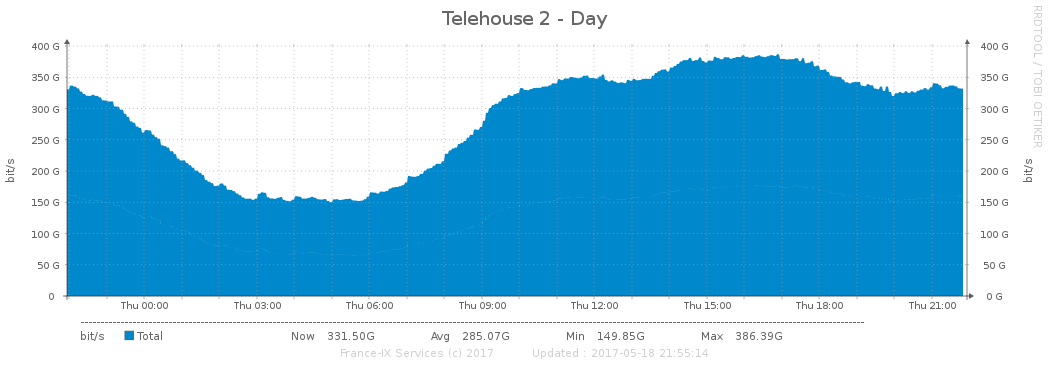 Telehouse 2 - Day
RRDTOOL / TOBI OETIKER
bit/s
bit/s
400 G 400 G
350 G 350 G
300 G 300 G
250 G 250 G
200 G 200 G
150 G 150 G
100 G 100 G
50 G 50 G
0 0 G
Thu 00:00 Thu 03:00 Thu 06:00 Thu 09:00 Thu 12:00 Thu 15:00 Thu 18:00 Thu 21:00
bit/s Total Now 331.50G Avg 285.07G Min 149.85G Max 386.39G
France-IX Services (c) 2017 Updated : 2017-05-18 21:55:14